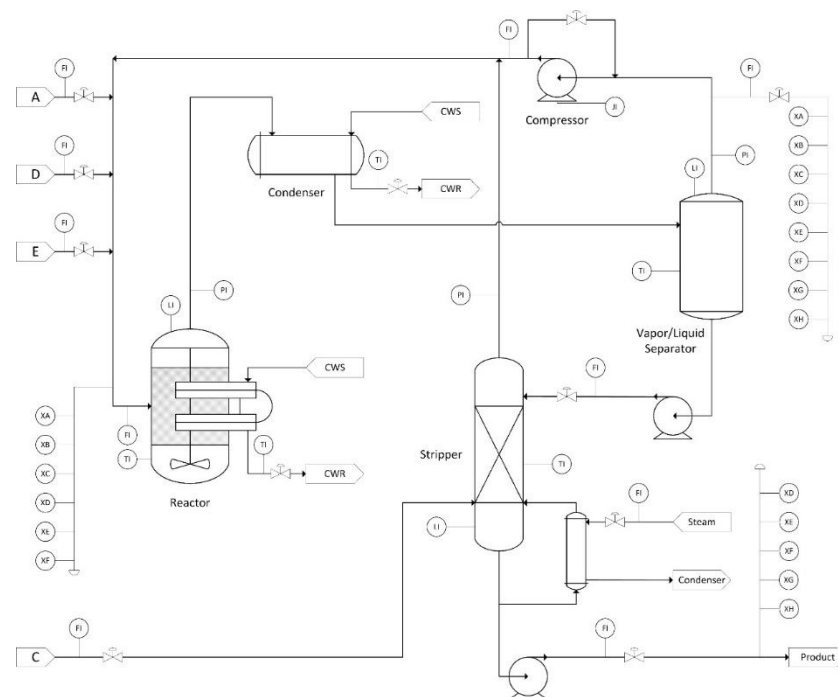 FI
FI
A
Compressor
JI
FI
FI
D
CWS
TI
Condenser
CWR
PI
LI
XA
XB
XC
XD
XE
XF
XG
XH
FI
E
TI
Vapor/Liquid
Separator
LI
PI
PI
CWS
FI
XA
XB
XC
XD
XE
XF
FI
TI
TI
CWR
Reactor
Stripper
TI
LI
FI
Steam
Condenser
XD
XE
XF
XG
XH
FI
C
FI
Product